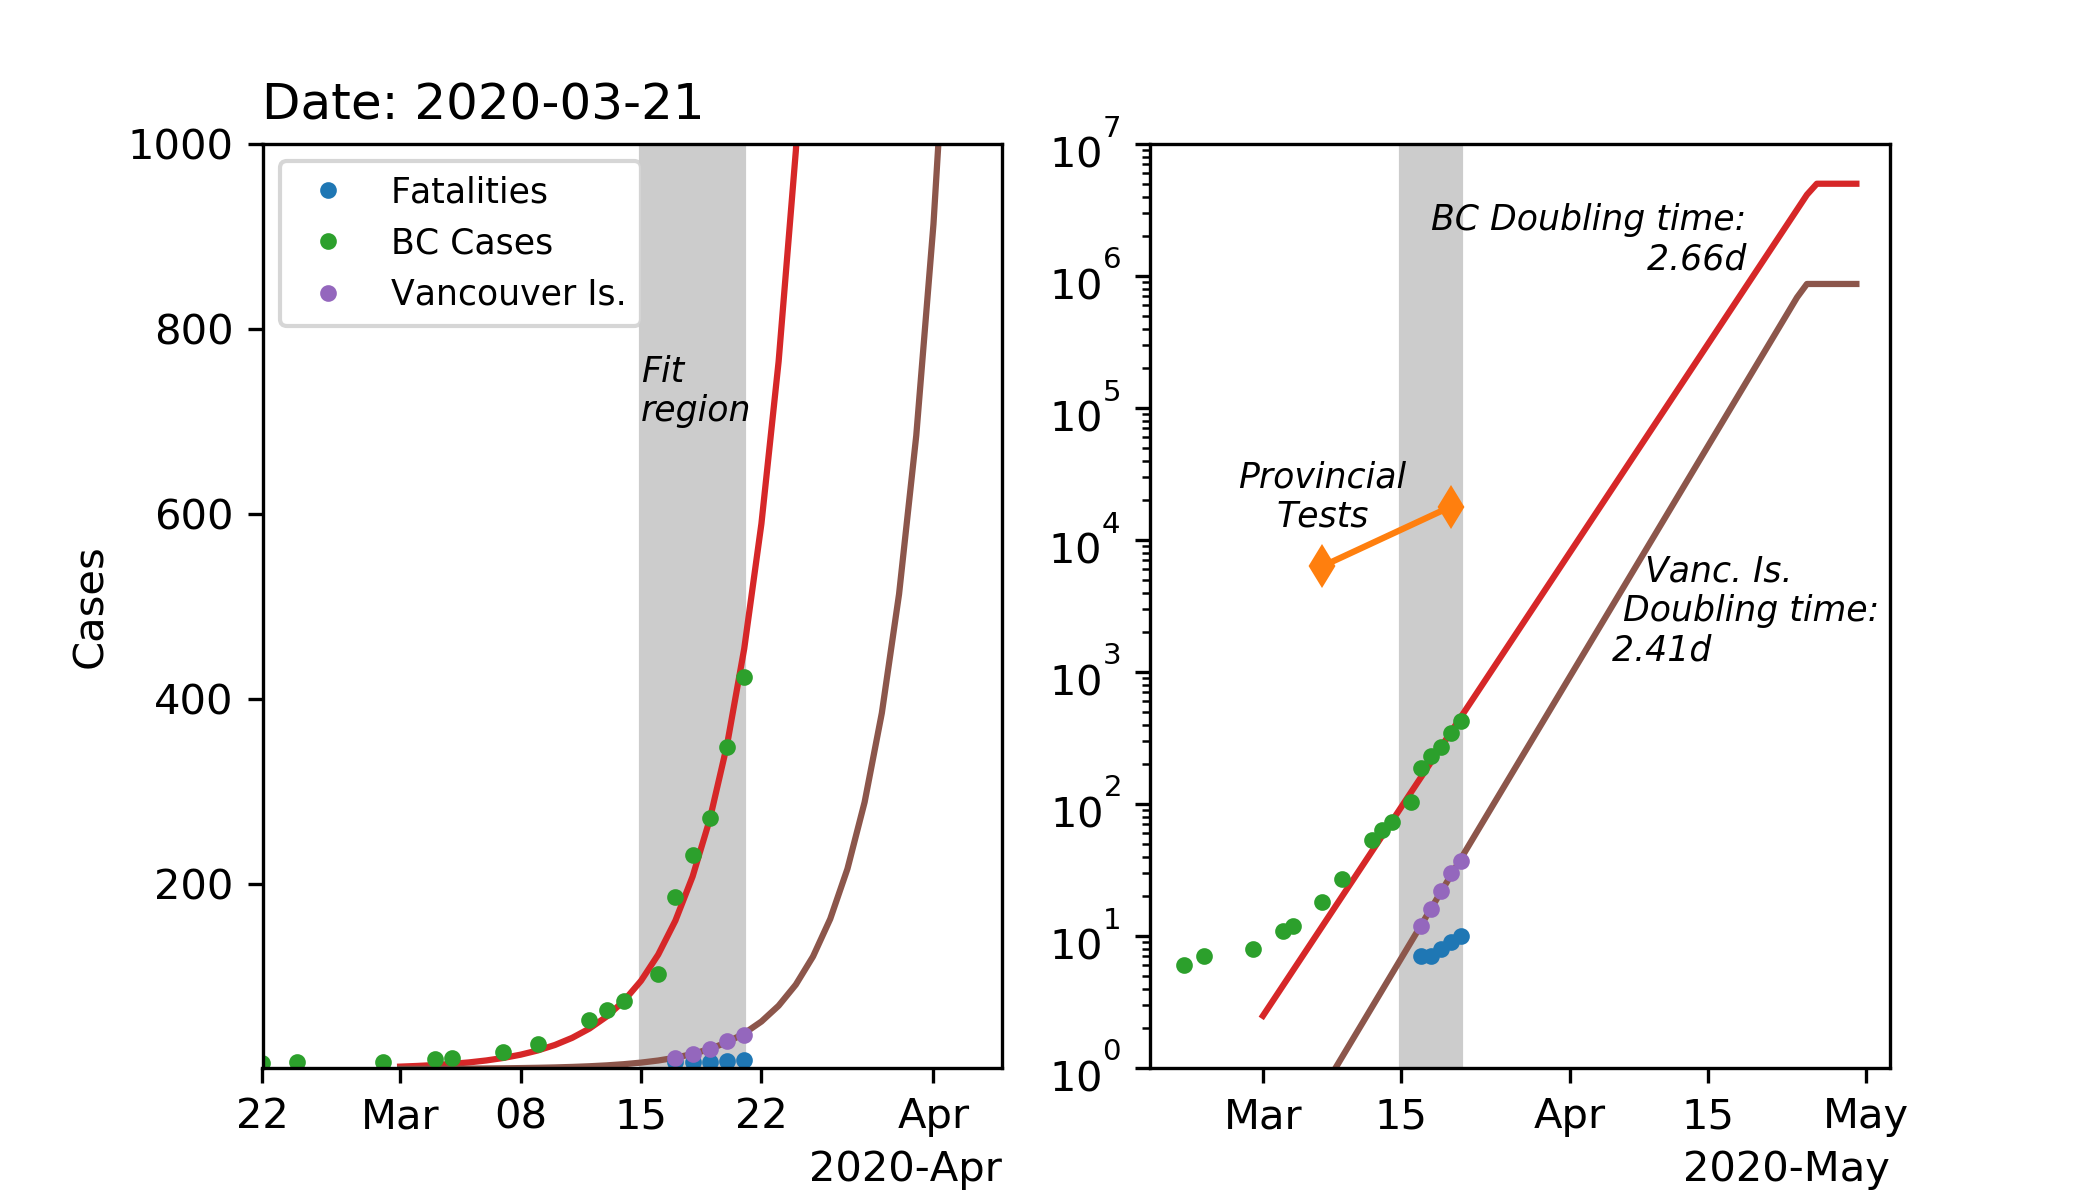 Date: 2020-03-21
1000
800
600
400
200
Cases
Fatalities
BC Cases
Vancouver Is.
Fit
region
22 Mar 08 15 22 Apr
2020-Apr
10^7
10^6
10^5
10^4
10^3
10^2
10^1
10^0
BC Doubling time:
2.66d
Provincial
Tests
Vanc. Is.
Doubling time:
2.41d
Mar 15 Apr 15 May
2020-May